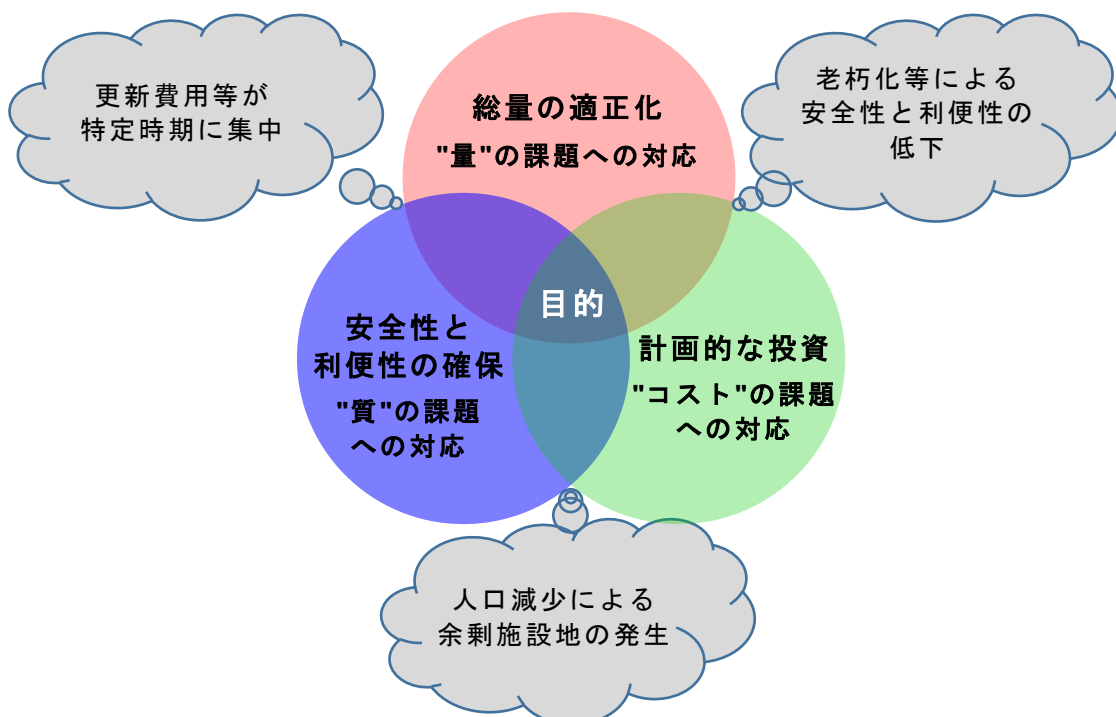 更新費用等が
特定時期に集中
総量の適正化
"量"の課題への対応
老朽化等による
安全性と利便性の
低下
目的
安全性と
利便性の確保
"質"の課題
への対応
計画的な投資
"コスト"の課題
への対応
人口減少による
余剰施設地の発生